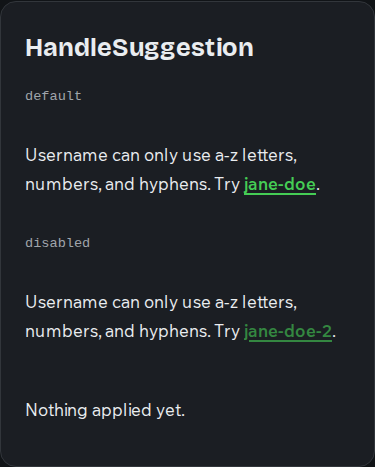 HandleSuggestion
default
Username can only use a-z letters,
numbers, and hyphens. Try jane-doe.
disabled
Username can only use a-z letters,
numbers, and hyphens. Try jane-doe-2.
Nothing applied yet.